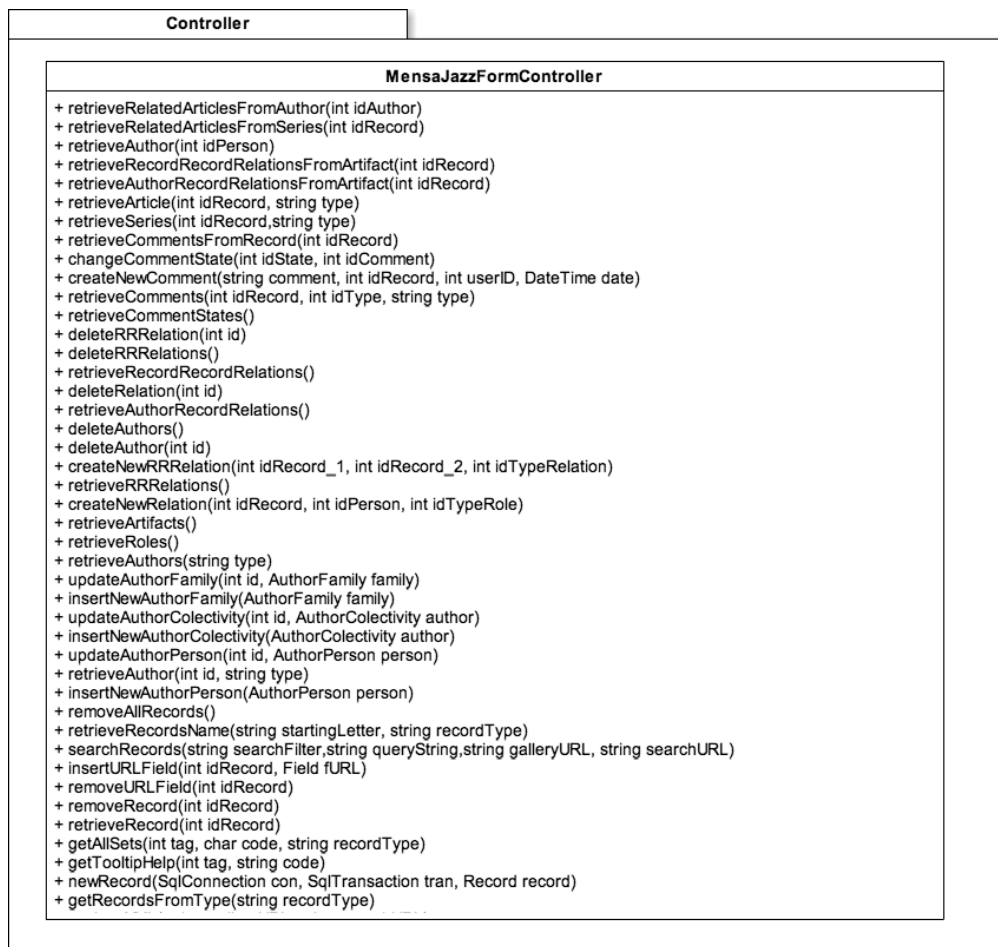 Controller
MensaJazzFormController
+ retrieveRelatedArticlesFromAuthor(int idAuthor)
+ retrieveRelatedArticlesFromSeries(int idRecord)
+ retrieveAuthor(int idPerson)
+ retrieveRecordRecordRelationsFromArtifact(int idRecord)
+ retrieveAuthorRecordRelationsFromArtifact(int idRecord)
+ retrieveArticle(int idRecord, string type)
+ retrieveSeries(int idRecord,string type)
+ retrieveCommentsFromRecord(int idRecord)
+ changeCommentState(int idState, int idComment)
+ createNewComment(string comment, int idRecord, int userID, DateTime date)
+ retrieveComments(int idRecord, int idType, string type)
+ retrieveCommentStates()
+ deleteRRRelation(int id)
+ deleteRRRelations()
+ retrieveRecordRecordRelations()
+ deleteRelation(int id)
+ retrieveAuthorRecordRelations()
+ deleteAuthors()
+ deleteAuthor(int id)
+ createNewRRRelation(int idRecord_1, int idRecord_2, int idTypeRelation)
+ retrieveRRRelations()
+ createNewRelation(int idRecord, int idPerson, int idTypeRole)
+ retrieveArtifacts()
+ retrieveRoles()
+ retrieveAuthors(string type)
+ updateAuthorFamily(int id, AuthorFamily family)
+ insertNewAuthorFamily(AuthorFamily family)
+ updateAuthorColectivity(int id, AuthorColectivity author)
+ insertNewAuthorColectivity(AuthorColectivity author)
+ updateAuthorPerson(int id, AuthorPerson person)
+ retrieveAuthor(int id, string type)
+ insertNewAuthorPerson(AuthorPerson person)
+ removeAllRecords()
+ retrieveRecordsName(string startingLetter, string recordType)
+ searchRecords(string searchFilter,string queryString,string galleryURL, string searchURL)
+ insertURLField(int idRecord, Field fURL)
+ removeURLField(int idRecord)
+ removeRecord(int idRecord)
+ retrieveRecord(int idRecord)
+ getAllSets(int tag, char code, string recordType)
+ getTooltipHelp(int tag, string code)
+ newRecord(SqlConnection con, SqlTransaction tran, Record record)
+ getRecordsFromType(string recordType)